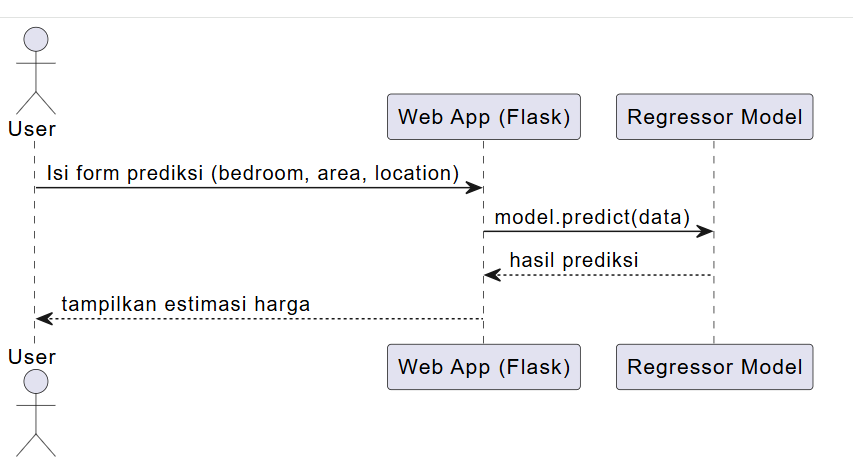 User
Web App (Flask)
Regressor Model
Isi form prediksi (bedroom, area, location)
model.predict(data)
hasil prediksi
tampilkan estimasi harga
User
Web App (Flask)
Regressor Model